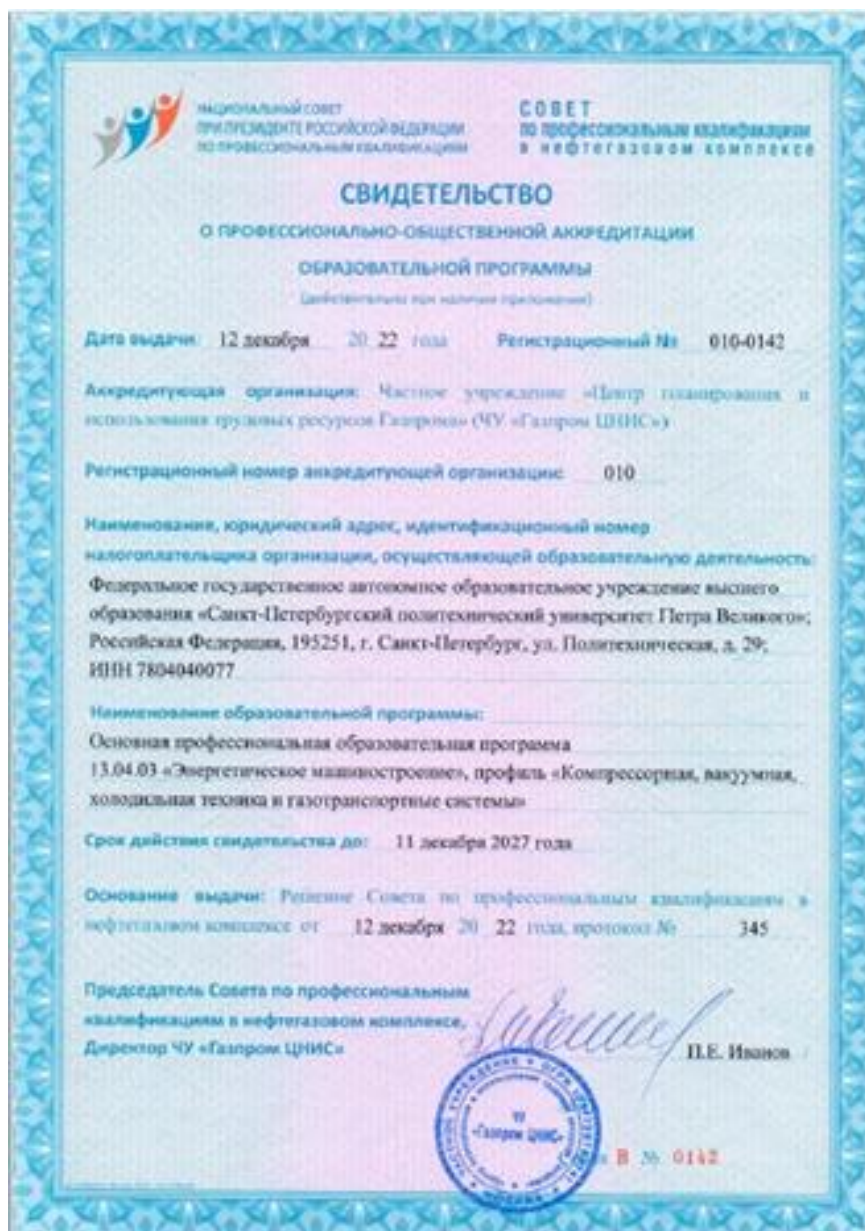 НАЦИОНАЛЬНЫЙ СОВЕТ
ПРИ ПРЕЗИДЕНТЕ РОССИЙСКОЙ ФЕДЕРАЦИИ
ПО ПРОФЕССИОНАЛЬНЫМ КВАЛИФИКАЦИЯМ
СОВЕТ
по профессиональным квалификациям
в нефтегазовом комплексе
СВИДЕТЕЛЬСТВО
О ПРОФЕССИОНАЛЬНО-ОБЩЕСТВЕННОЙ АККРЕДИТАЦИИ
ОБРАЗОВАТЕЛЬНОЙ ПРОГРАММЫ
(действительно при наличии приложения)
Дата выдачи: 12 декабря 20 22 года Регистрационный № 010-0142
Аккредитующая организация: Частное учреждение «Центр планирования и
использования трудовых ресурсов Газпрома» (ЧУ «Газпром ЦНИС»)
Регистрационный номер аккредитующей организации: 010
Наименование, юридический адрес, идентификационный номер
налогоплательщика организации, осуществляющей образовательную деятельность:
Федеральное государственное автономное образовательное учреждение высшего
образования «Санкт-Петербургский политехнический университет Петра Великого»;
Российская Федерация, 195251, г. Санкт-Петербург, ул. Политехническая, д. 29;
ИНН 7804040077
Наименование образовательной программы:
Основная профессиональная образовательная программа
13.04.03 «Энергетическое машиностроение», профиль «Компрессорная, вакуумная,
холодильная техника и газотранспортные системы»
Срок действия свидетельства до: 11 декабря 2027 года
Основание выдачи: Решение Совета по профессиональным квалификациям в
нефтегазовом комплексе от 12 декабря 20 22 года, протокол № 345
Председатель Совета по профессиональным
квалификациям в нефтегазовом комплексе,
Директор ЧУ «Газпром ЦНИС»
П.Е. Иванов
ЧУ
«Газпром ЦНИС»
В № 0142